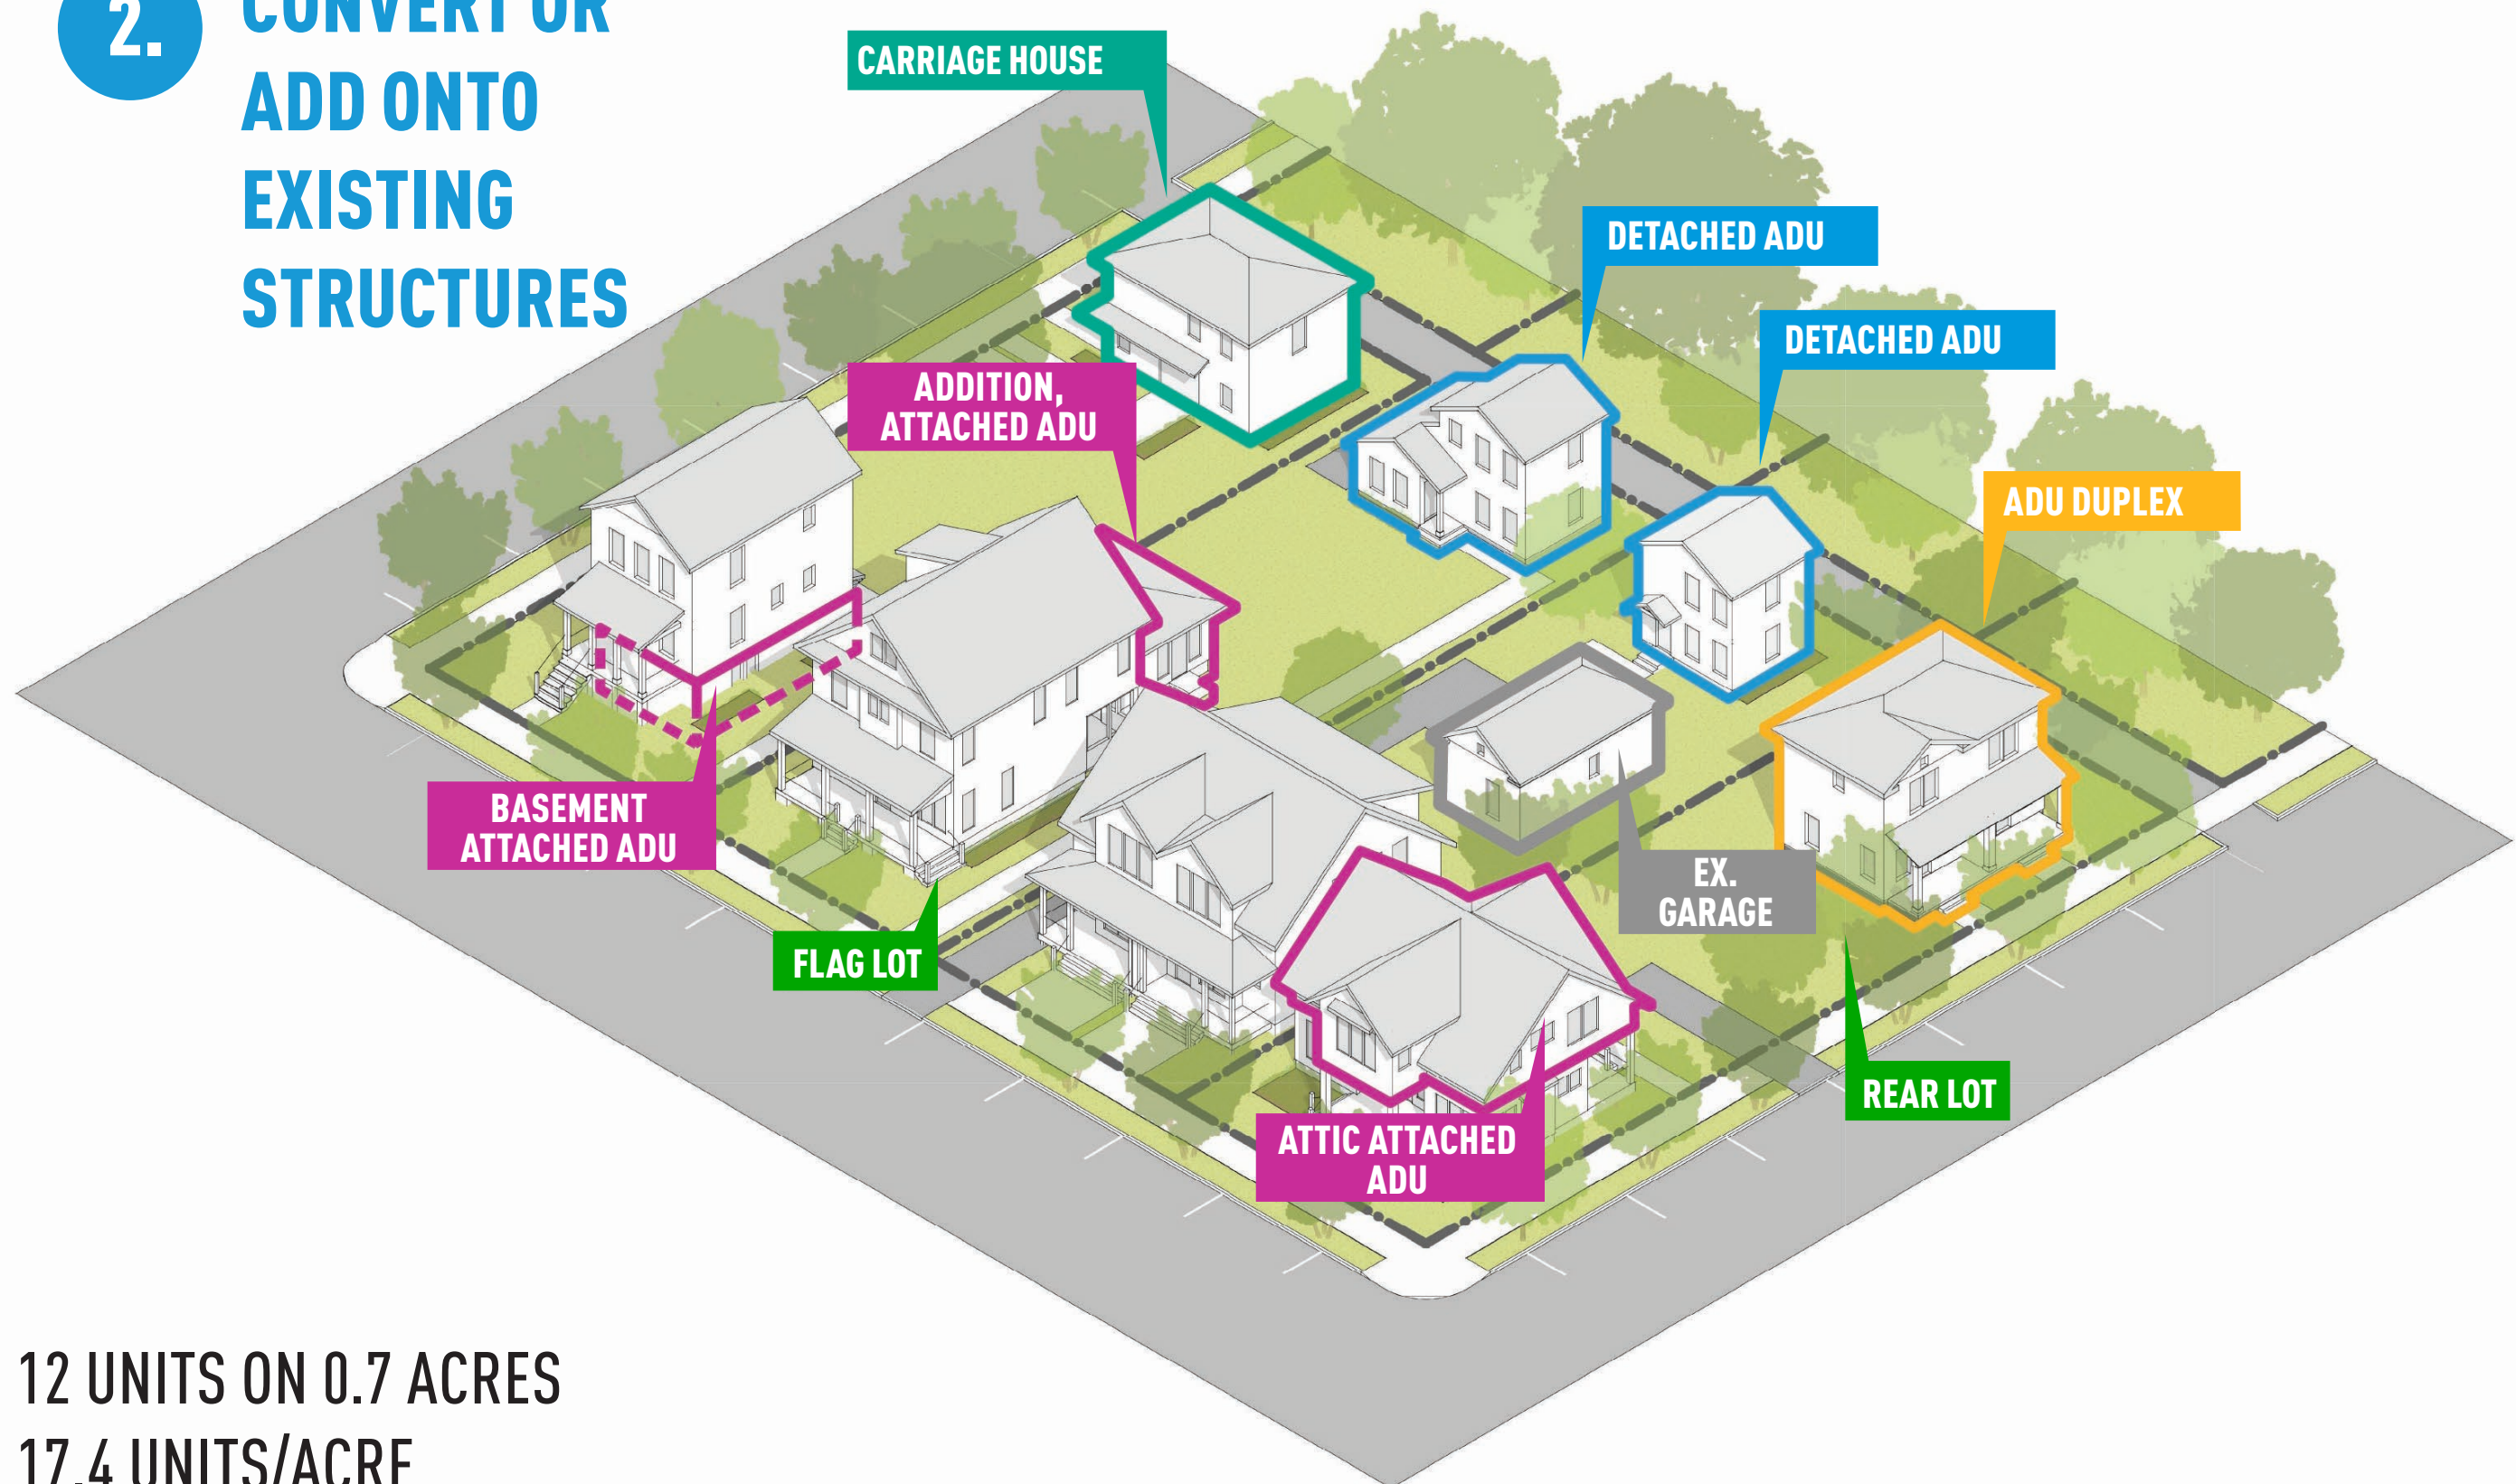 2.
CONVERT OR
ADD ONTO
EXISTING
STRUCTURES
CARRIAGE HOUSE
DETACHED ADU
DETACHED ADU
ADDITION,
ATTACHED ADU
ADU DUPLEX
BASEMENT
ATTACHED ADU
EX.
GARAGE
FLAG LOT
REAR LOT
ATTIC ATTACHED
ADU
12 UNITS ON 0.7 ACRES
17.4 UNITS/ACRE